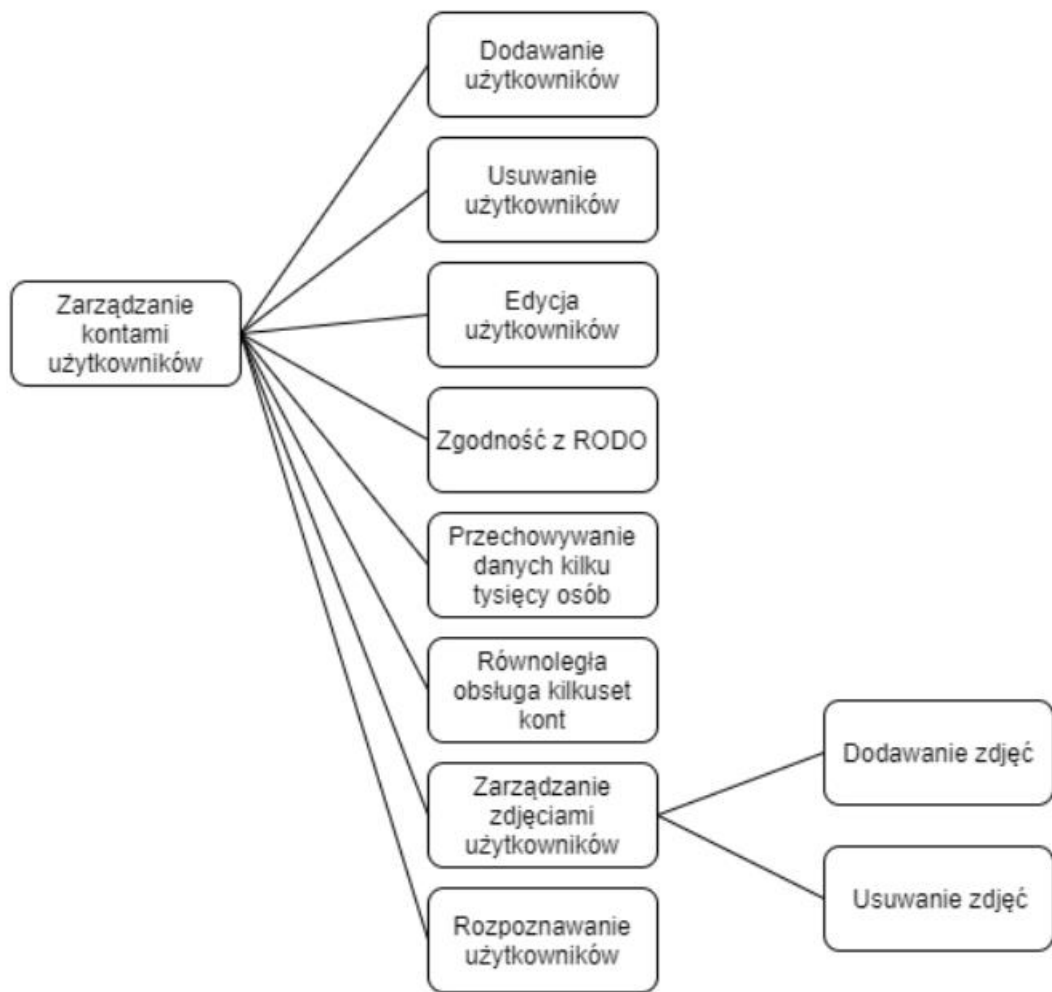 Dodawanie
użytkowników
Usuwanie
użytkowników
Edycja
użytkowników
Zarządzanie
kontami
użytkowników
Zgodność z RODO
Przechowywanie
danych kilku
tysięcy osób
Równoległa
obsługa kilkuset
kont
Zarządzanie
zdjęciami
użytkowników
Dodawanie zdjęć
Usuwanie zdjęć
Rozpoznawanie
użytkowników